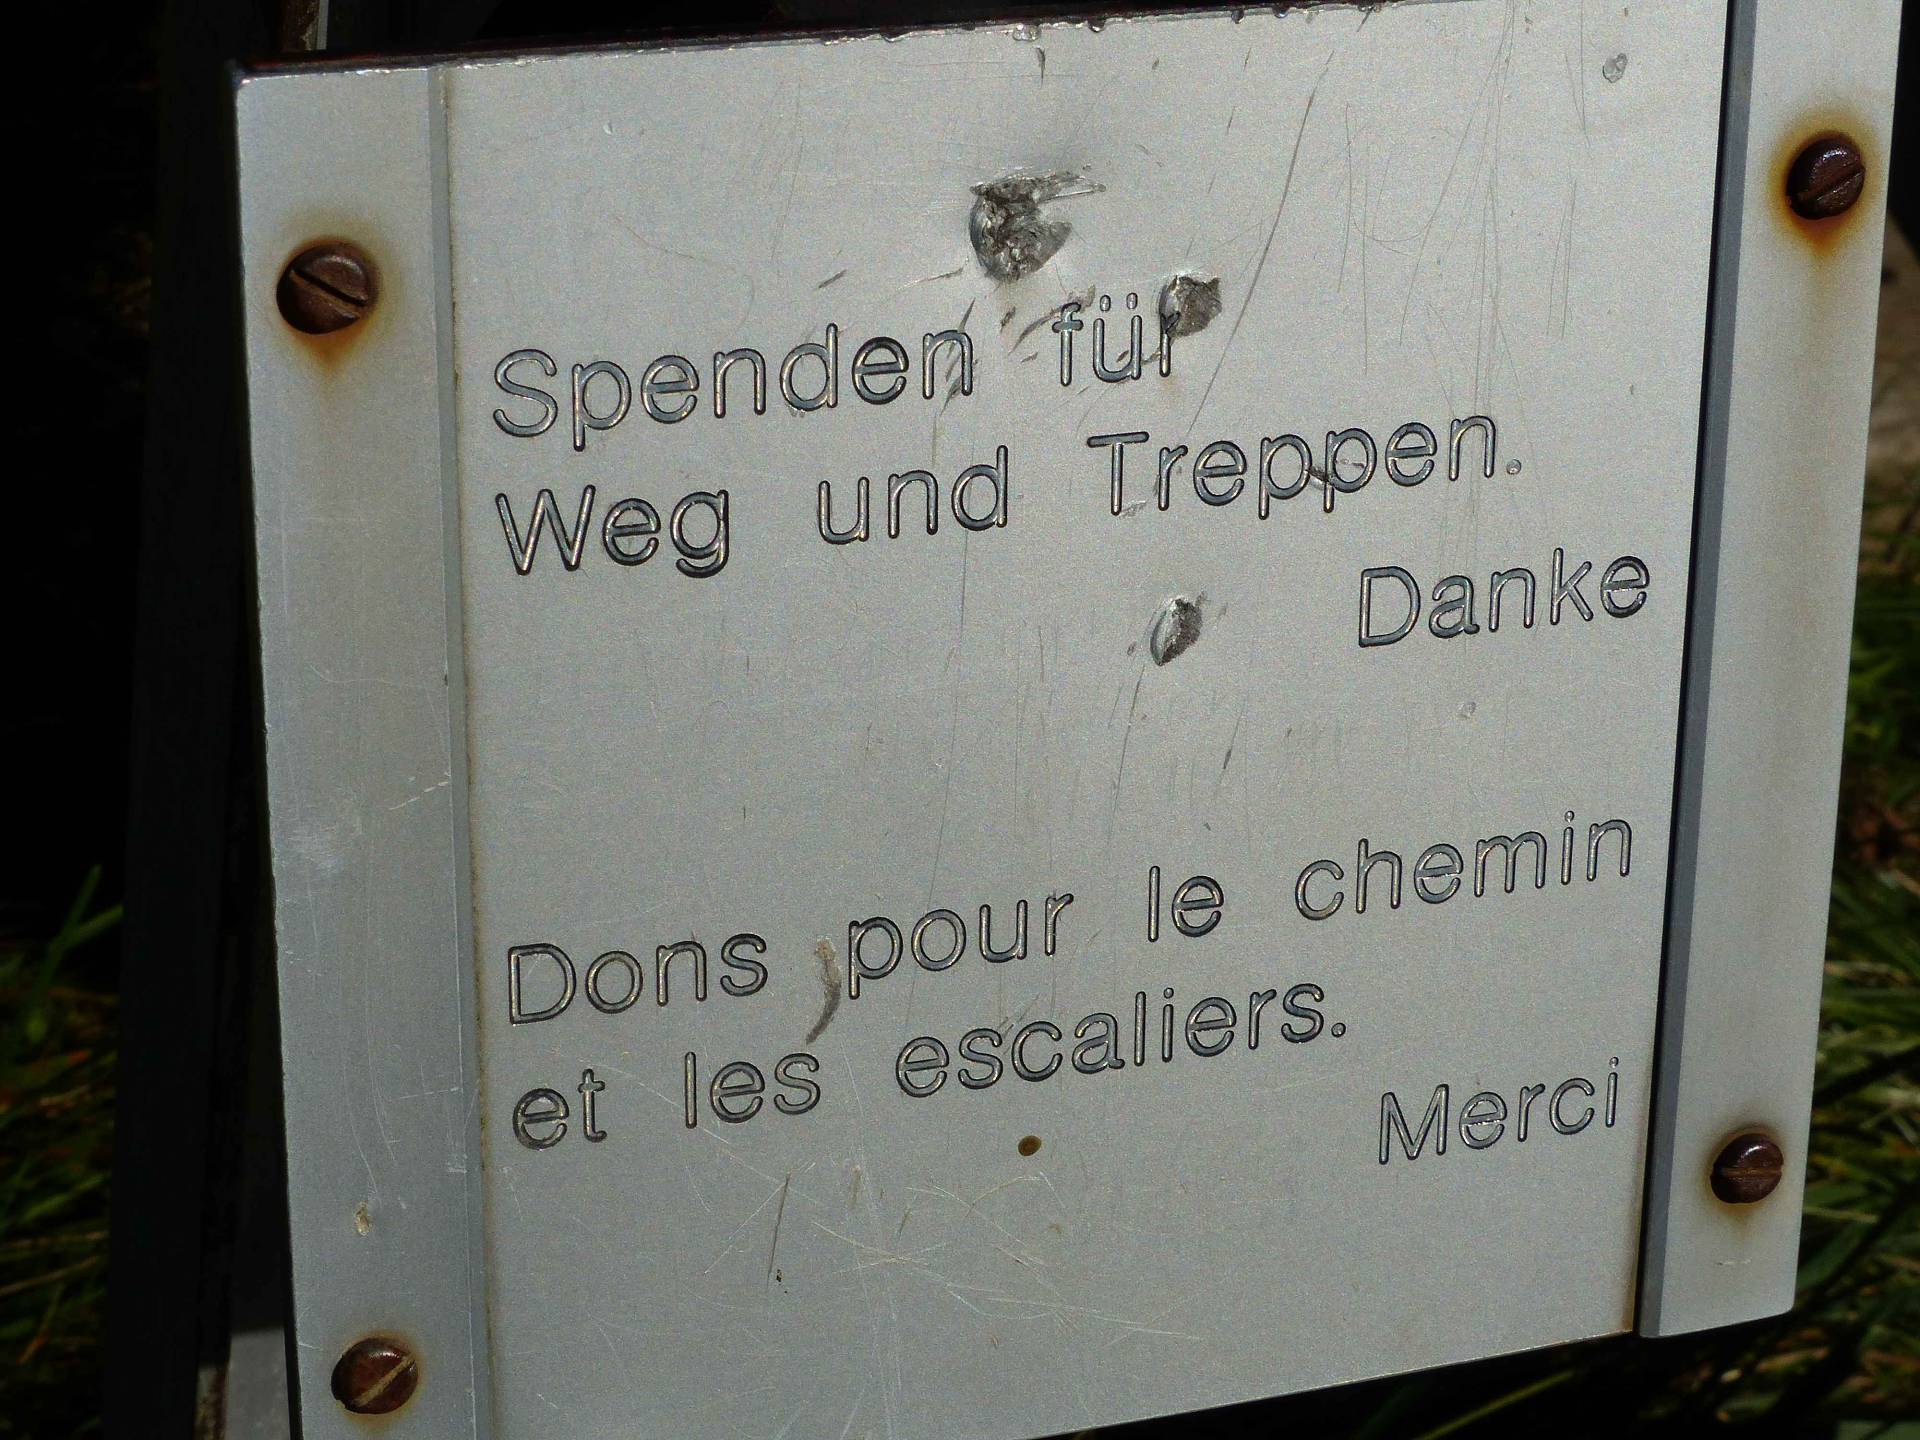 Spenden für
Weg und Treppen.
Danke
Dons pour le chemin
et les escaliers.
Merci